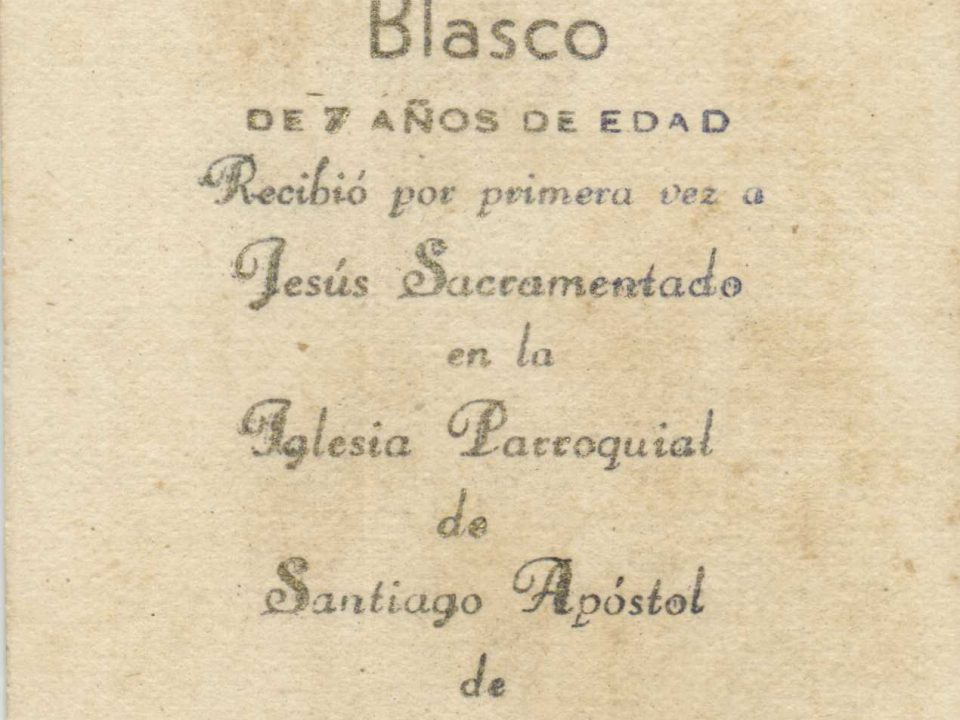 Blasco
DE 7 AÑOS DE EDAD
Recibió por primera vez a
Jesús Sacramentado
en la
Iglesia Parroquial
de
Santiago Apóstol
de